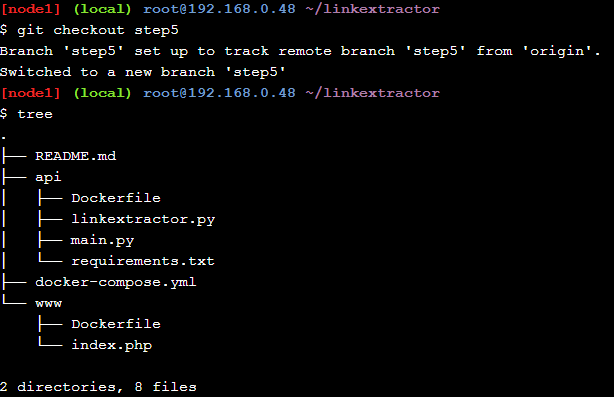 [node1] (local) root@192.168.0.48 ~/linkextractor
$ git checkout step5
Branch 'step5' set up to track remote branch 'step5' from 'origin'.
Switched to a new branch 'step5'
[node1] (local) root@192.168.0.48 ~/linkextractor
$ tree
.
├── README.md
├── api
│   ├── Dockerfile
│   ├── linkextractor.py
│   ├── main.py
│   └── requirements.txt
├── docker-compose.yml
└── www
    ├── Dockerfile
    └── index.php

2 directories, 8 files